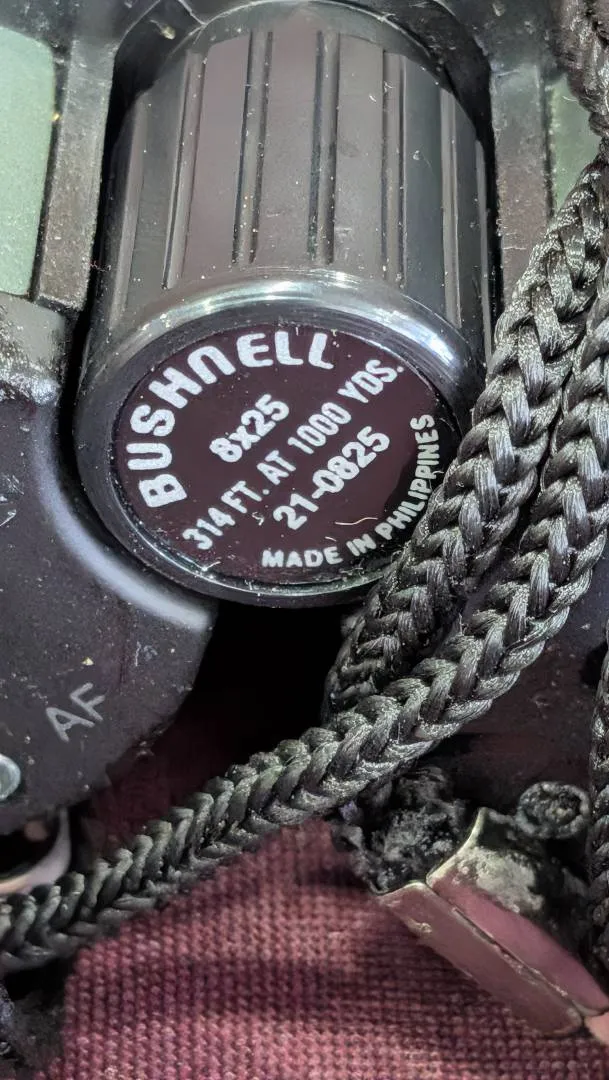 BUSHNELL
8x25
314 FT. AT 1000 YDS.
21-0825
MADE IN PHILIPPINES
AF